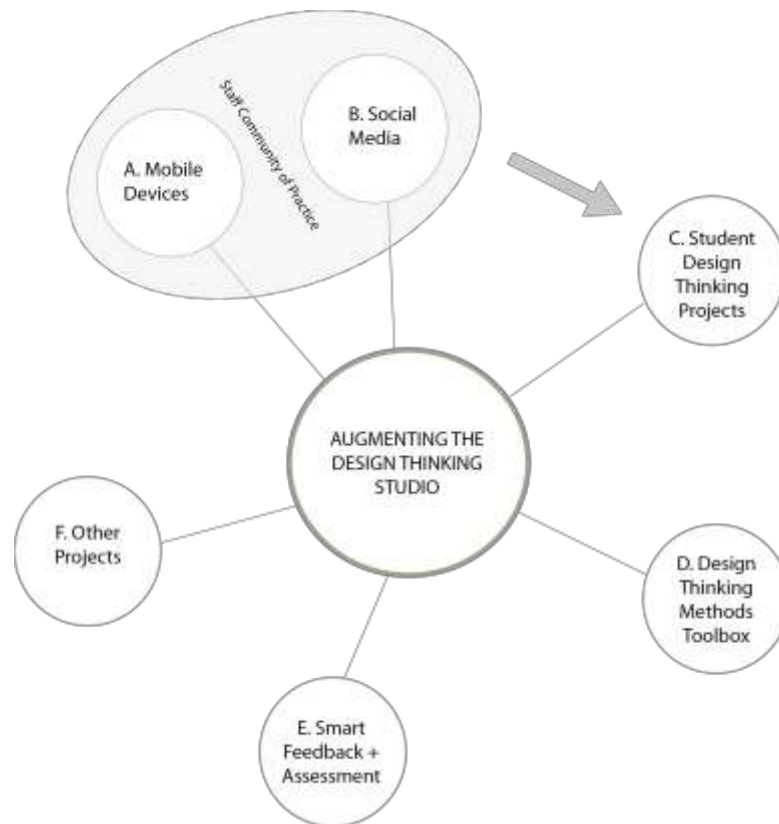 Staff Community of Practice
B. Social
Media
A. Mobile
Devices
C. Student
Design
Thinking
Projects
AUGMENTING THE
DESIGN THINKING
STUDIO
F. Other
Projects
D. Design
Thinking
Methods
Toolbox
E. Smart
Feedback +
Assessment